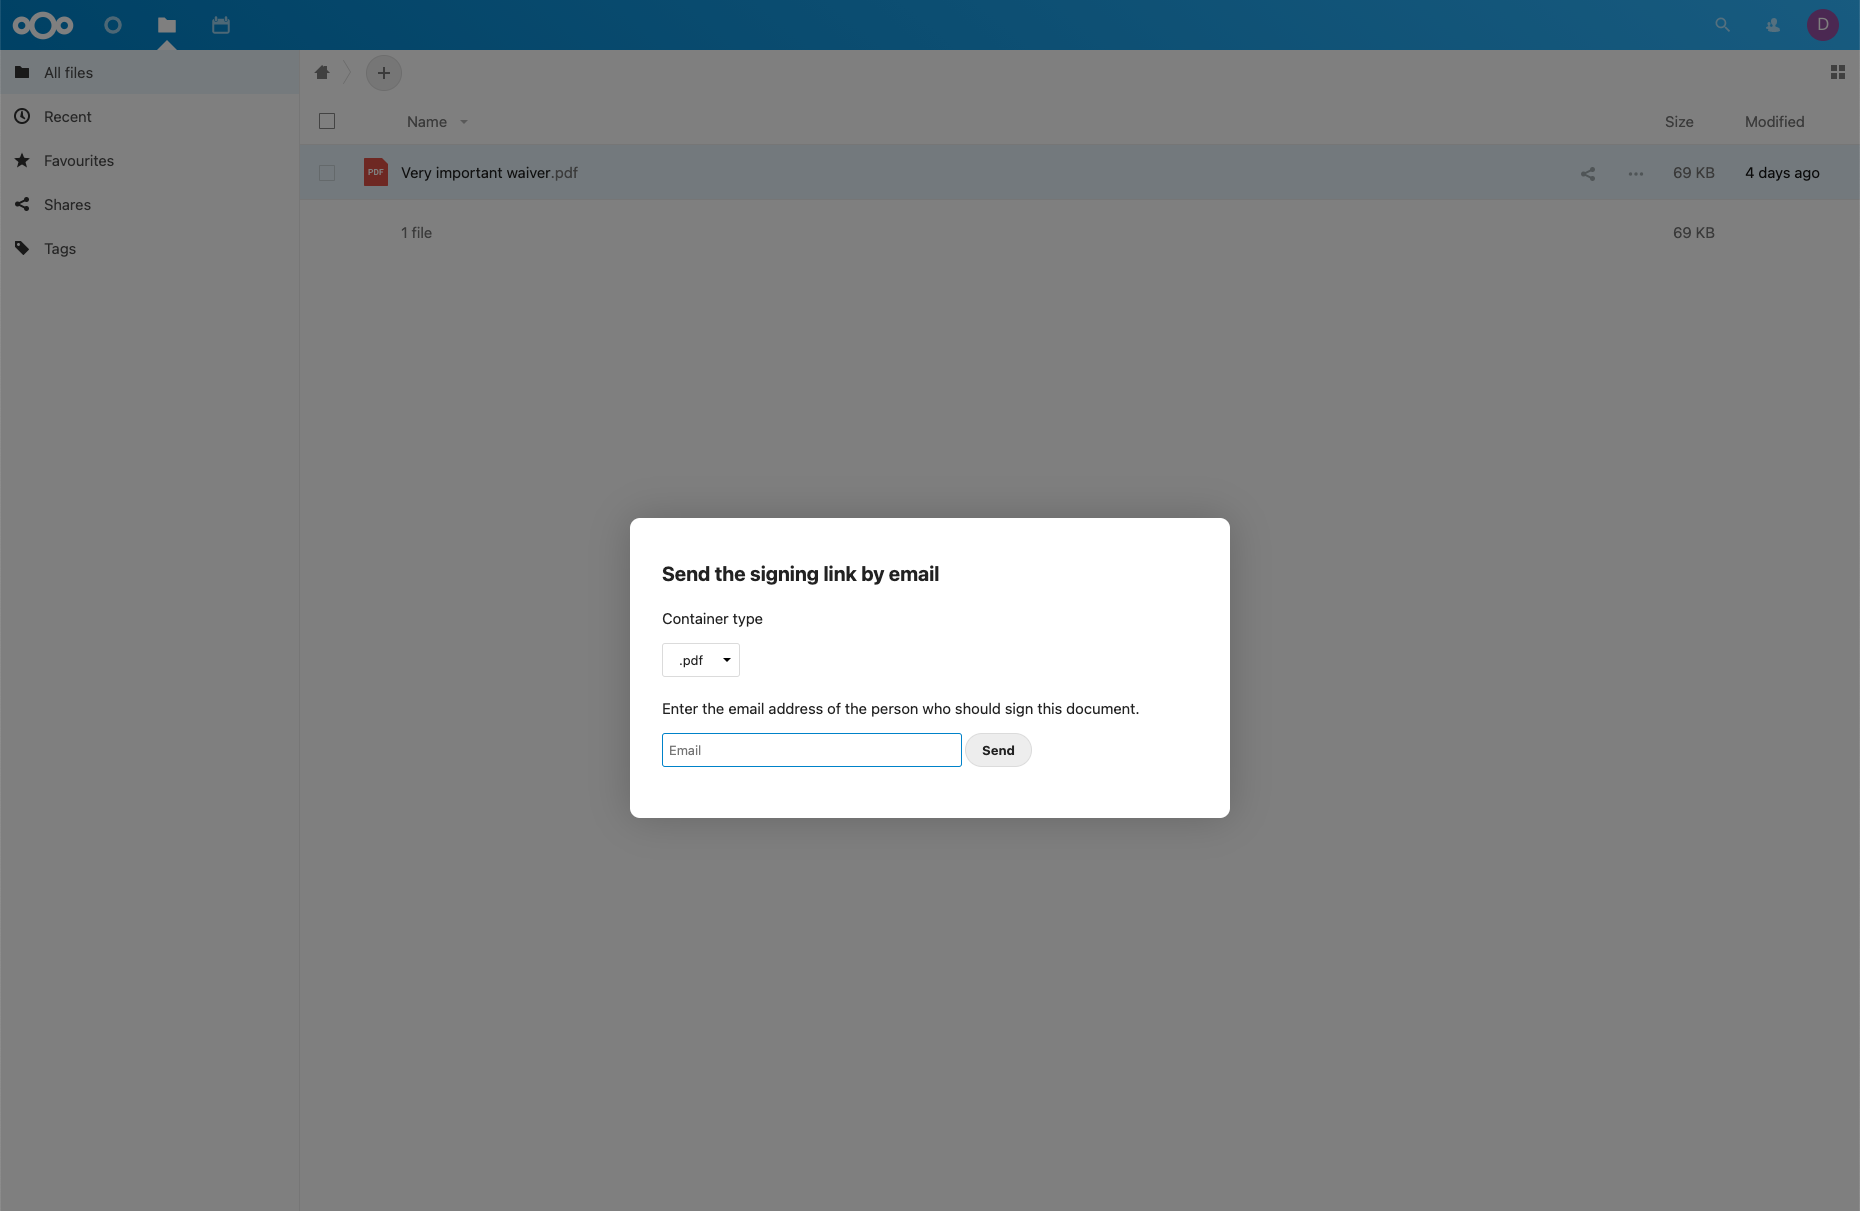 D
All files
Recent
Favourites
Shares
Tags
Name Size Modified
PDF Very important waiver.pdf 69 KB 4 days ago
1 file 69 KB
Send the signing link by email
Container type
.pdf
Enter the email address of the person who should sign this document.
Email Send